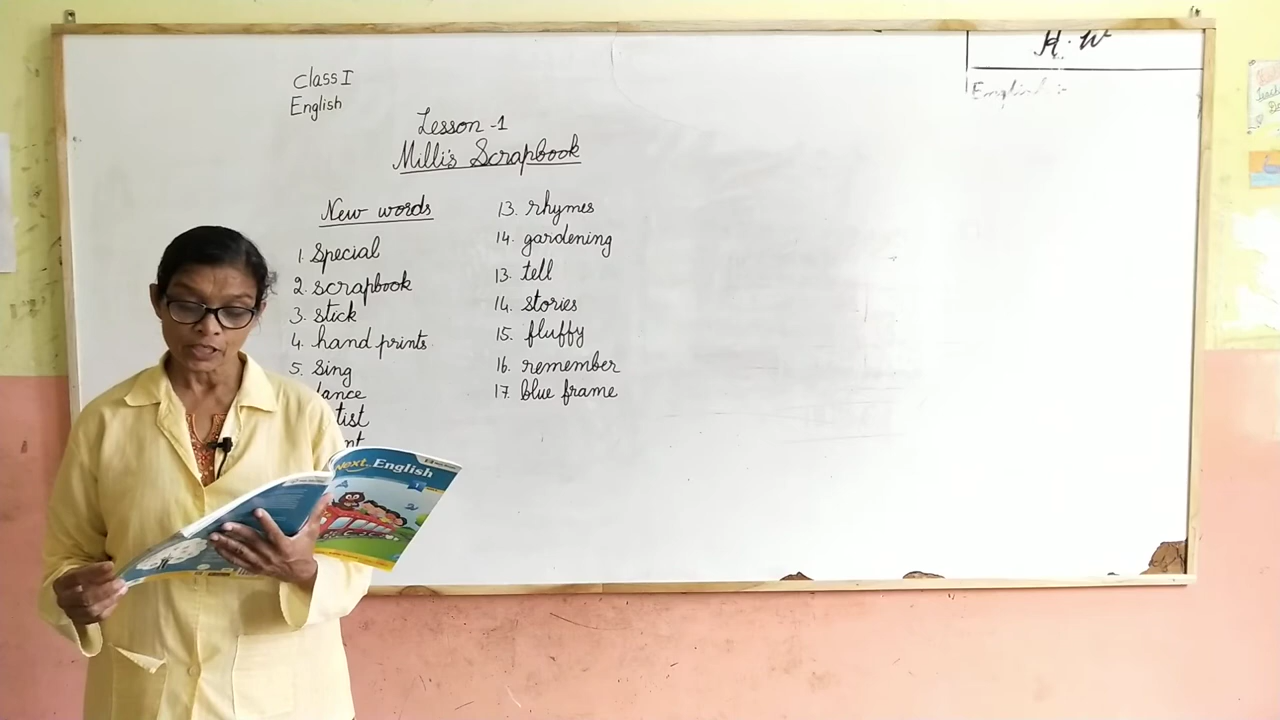 Class I
English
Lesson -1
Milli's Scrapbook
New words
1. Special
2. scrapbook
3. stick
4. hand prints.
5. Sing
13. rhymes
14. gardening
13. tell
14. stories
15. fluffy
16. remember
17. blue frame
H.W
English :-
Next English
1